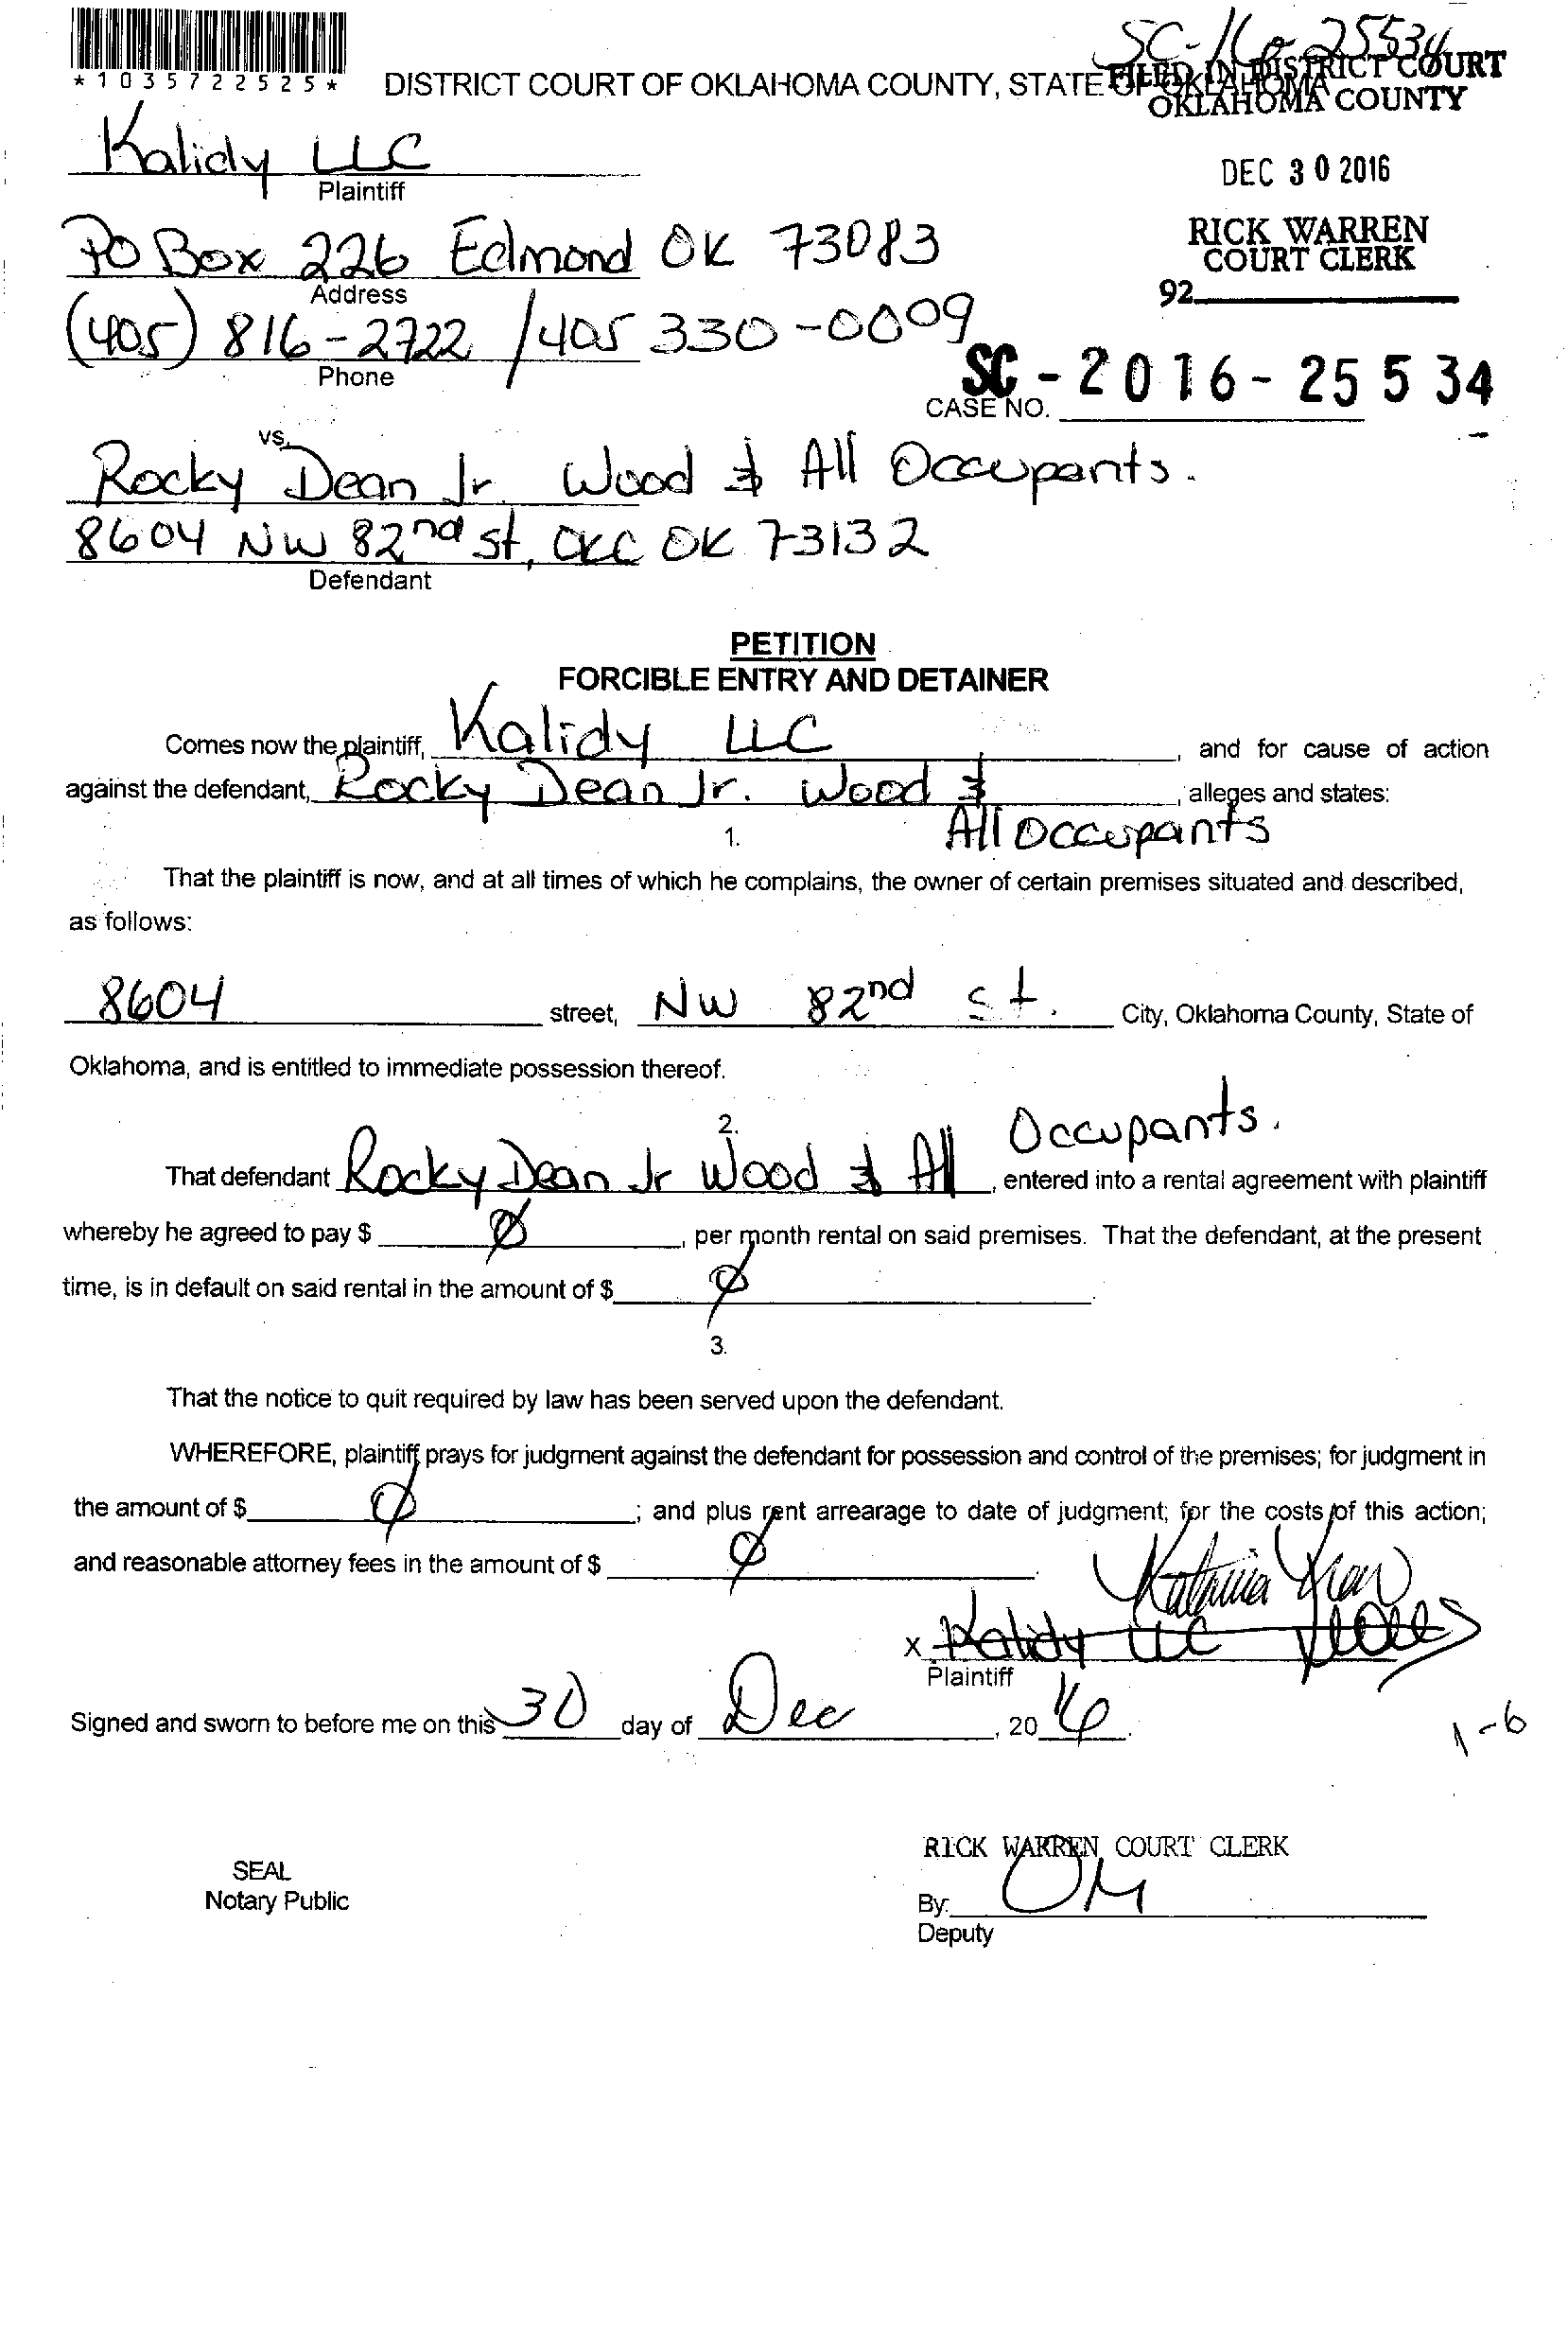 SC-16-25534
*1035722525*
DISTRICT COURT OF OKLAHOMA COUNTY, STATE OF OKLAHOMA
FILED IN DISTRICT COURT
OKLAHOMA COUNTY
Kalidy LLC
Plaintiff
DEC 30 2016
PO Box 226 Edmond OK 73083
Address
RICK WARREN
COURT CLERK
92
(405) 816-2722 / 405 330-0009
Phone
SC-2016-25534
CASE NO.
vs.
Rocky Dean Jr. Wood & All Occupants.
8604 NW 82nd st, OKC OK 73132
Defendant
PETITION
FORCIBLE ENTRY AND DETAINER
Comes now the plaintiff, Kalidy LLC, and for cause of action
against the defendant, Rocky Dean Jr. Wood &, alleges and states:
All Occupants
1.
That the plaintiff is now, and at all times of which he complains, the owner of certain premises situated and described,
as follows:
8604 street, NW 82nd st. City, Oklahoma County, State of
Oklahoma, and is entitled to immediate possession thereof.
2.
Occupants.
That defendant Rocky Dean Jr Wood & All, entered into a rental agreement with plaintiff
whereby he agreed to pay $ Ø, per month rental on said premises. That the defendant, at the present
time, is in default on said rental in the amount of $ Ø.
3.
That the notice to quit required by law has been served upon the defendant.
WHEREFORE, plaintiff prays for judgment against the defendant for possession and control of the premises; for judgment in
the amount of $ Ø; and plus rent arrearage to date of judgment; for the costs of this action;
and reasonable attorney fees in the amount of $ Ø.
X Kalidy LLC
Plaintiff
Signed and sworn to before me on this 30 day of Dec, 2016.
1-6
RICK WARREN, COURT CLERK
SEAL
Notary Public
By:
Deputy